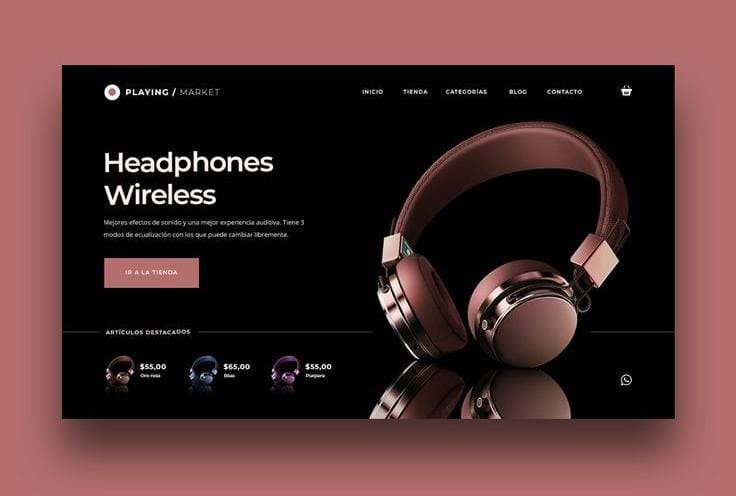 PLAYING / MARKET
INICIO TIENDA CATEGORÍAS BLOG CONTACTO
Headphones
Wireless
Mejores efectos de sonido y una mejor experiencia auditiva. Tiene 3
modos de ecualización con los que puede cambiar libremente.
IR A LA TIENDA
ARTÍCULOS DESTACADOS
$55,00 $65,00 $55,00
Oro rosa Blue Purpara